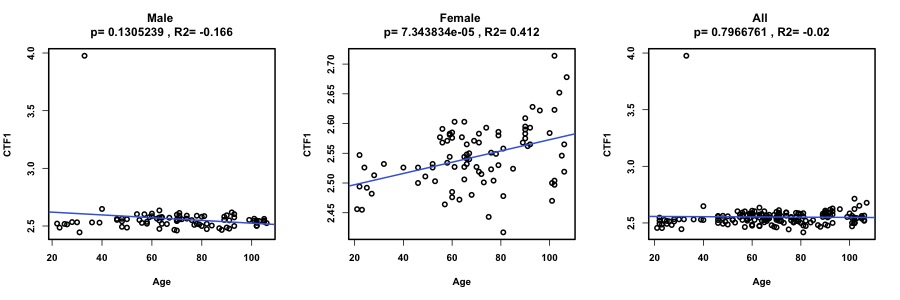 Male
p= 0.1305239 , R2= -0.166
CTF1
4.0
3.5
3.0
2.5
20 40 60 80 100
Age
Female
p= 7.343834e-05 , R2= 0.412
CTF1
2.70
2.65
2.60
2.55
2.50
2.45
20 40 60 80 100
Age
All
p= 0.7966761 , R2= -0.02
CTF1
4.0
3.5
3.0
2.5
20 40 60 80 100
Age